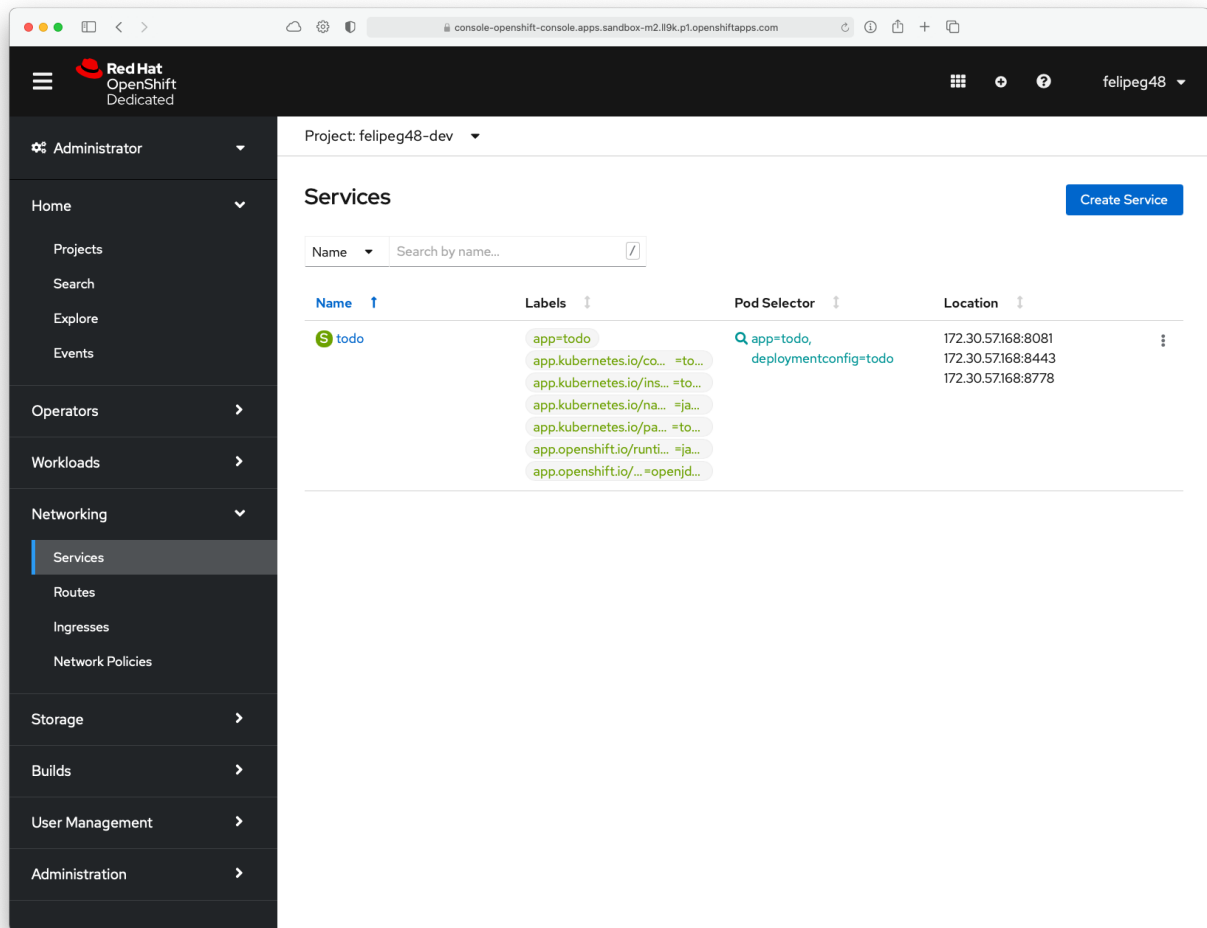 console-openshift-console.apps.sandbox-m2.ll9k.p1.openshiftapps.com
Red Hat
OpenShift
Dedicated
felipeg48
Administrator
Home
Projects
Search
Explore
Events
Operators
Workloads
Networking
Services
Routes
Ingresses
Network Policies
Storage
Builds
User Management
Administration
Project: felipeg48-dev
Services
Create Service
Name
Search by name...
/
Name Labels Pod Selector Location
S todo
app=todo
app.kubernetes.io/co... =to...
app.kubernetes.io/ins... =to...
app.kubernetes.io/na... =ja...
app.kubernetes.io/pa... =to...
app.openshift.io/runti... =ja...
app.openshift.io/...=openjd...
app=todo,
deploymentconfig=todo
172.30.57.168:8081
172.30.57.168:8443
172.30.57.168:8778